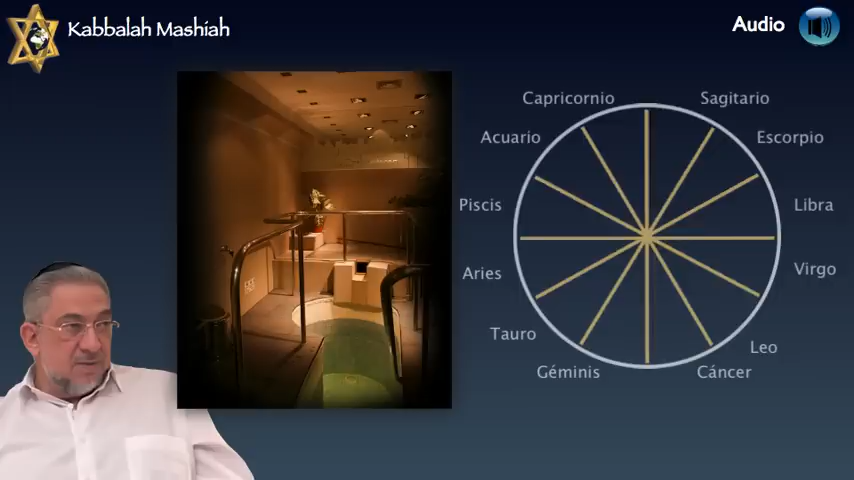 Kabbalah Mashiah
Audio
Capricornio
Sagitario
Acuario
Escorpio
Piscis
Libra
Aries
Virgo
Tauro
Leo
Géminis
Cáncer